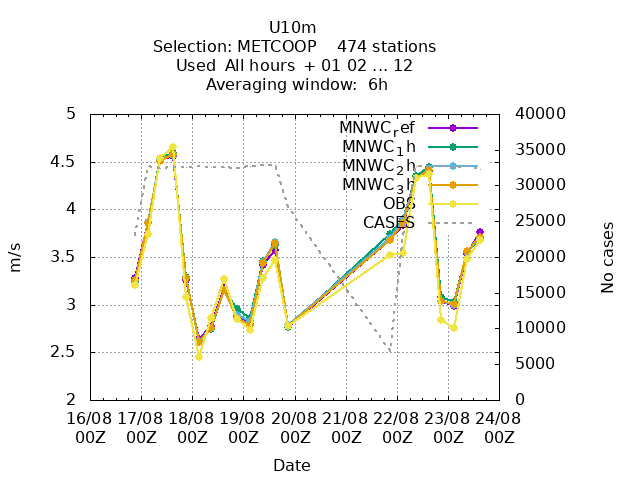 U10m
Selection: METCOOP    474 stations
Used  All hours  + 01 02 ... 12
Averaging window:  6h
5
4.5
4
3.5
3
2.5
2
m/s
40000
35000
30000
25000
20000
15000
10000
5000
0
No cases
MNWC_ref
MNWC_1h
MNWC_2h
MNWC_3h
OBS
CASES
16/08 17/08 18/08 19/08 20/08 21/08 22/08 23/08 24/08
00Z 00Z 00Z 00Z 00Z 00Z 00Z 00Z 00Z
Date